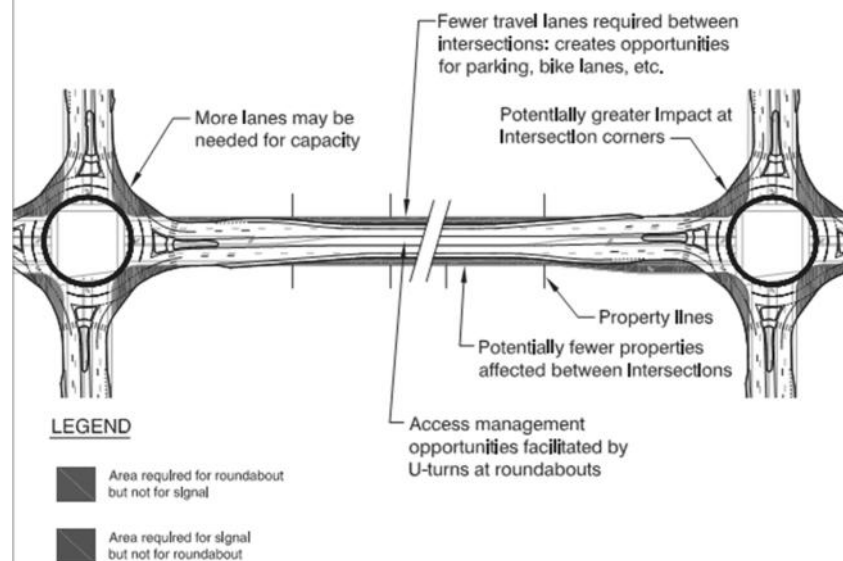 Fewer travel lanes required between
intersections: creates opportunities
for parking, bike lanes, etc.
More lanes may be
needed for capacity
Potentially greater Impact at
Intersection corners
Property lInes
Potentially fewer properties
affected between Intersections
Access management
opportunities facilitated by
U-turns at roundabouts
LEGEND
Area required for roundabout
but not for signal
Area required for signal
but not for roundabout